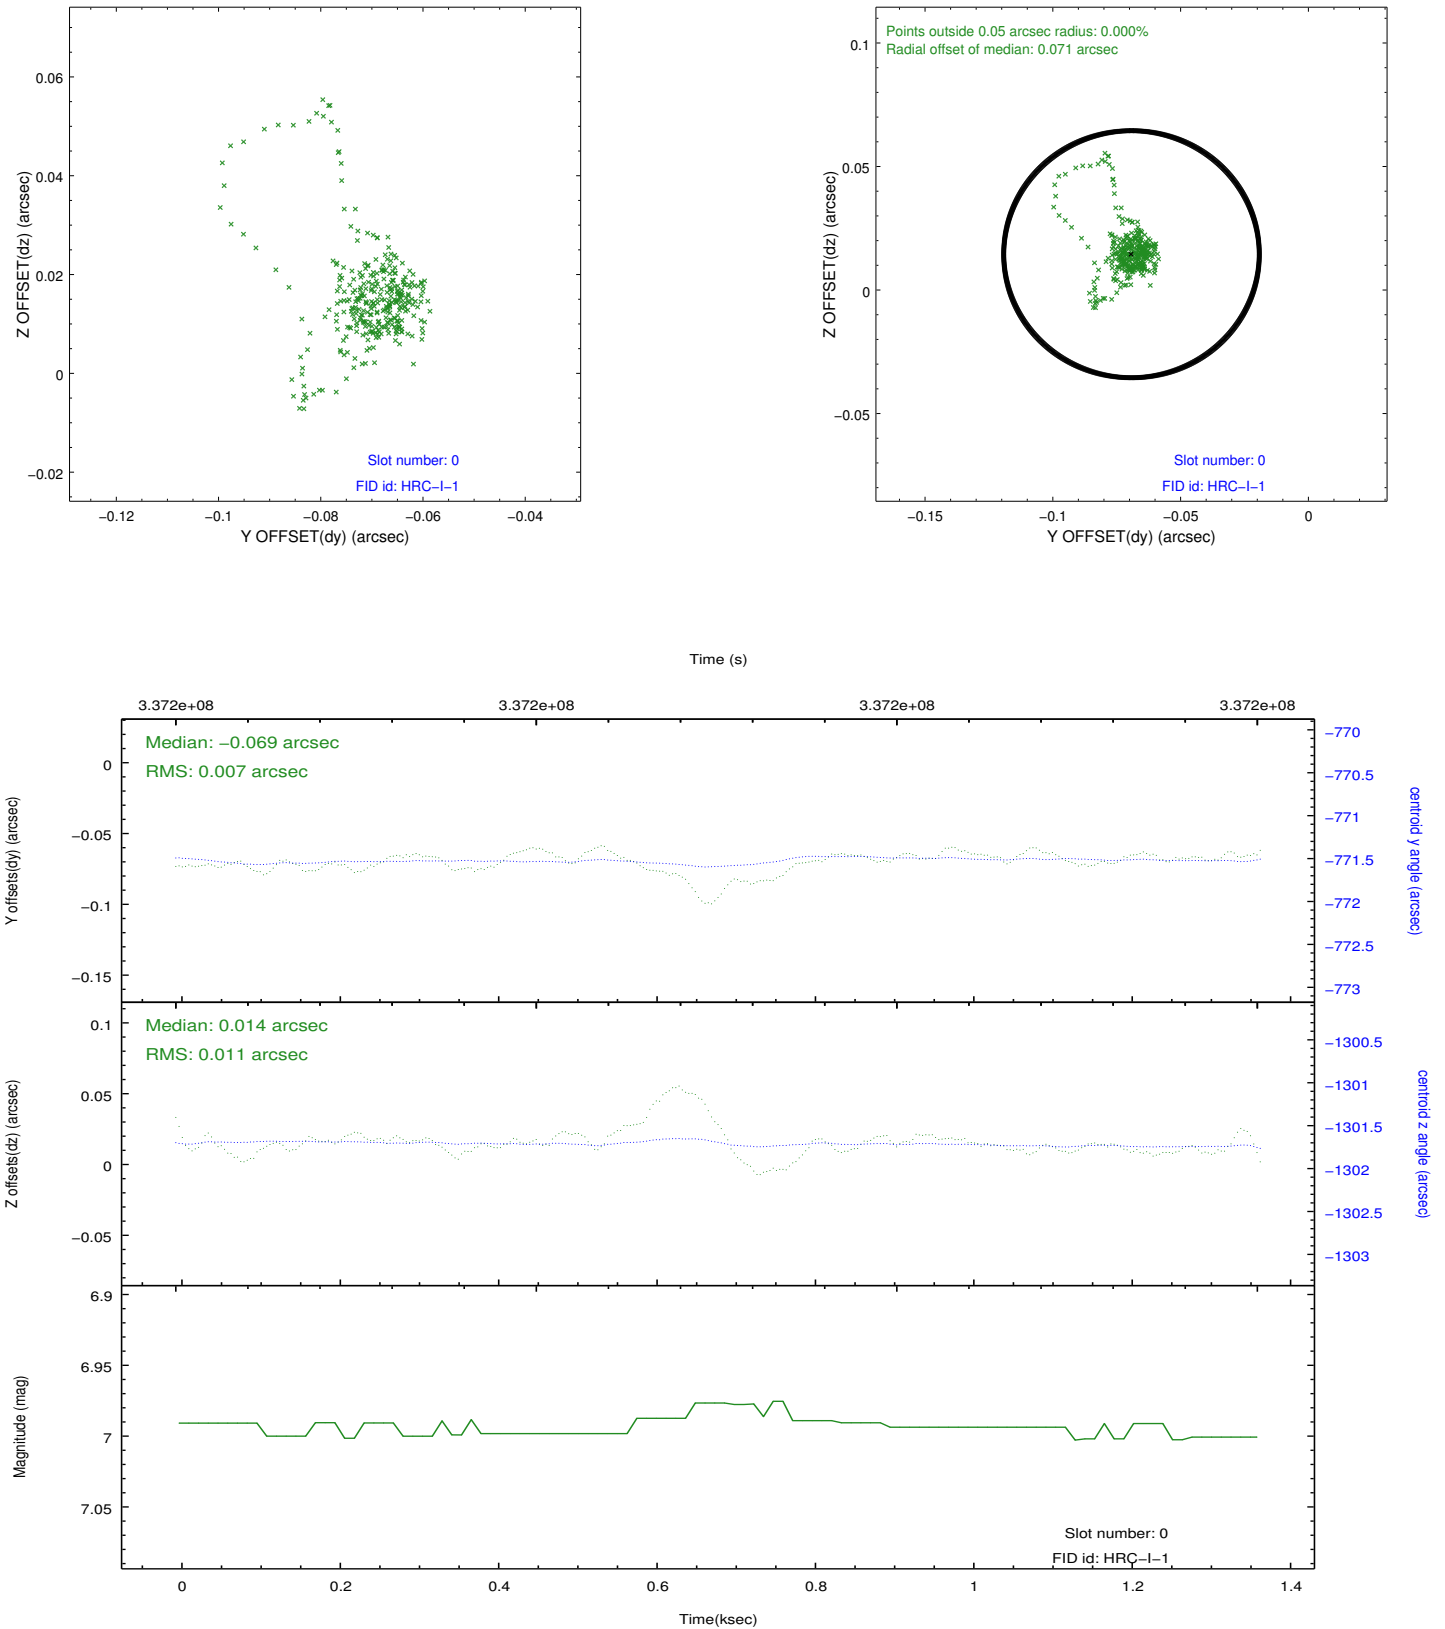 0.06
0.04
0.02
0
−0.02
Z OFFSET(dz) (arcsec)
Slot number: 0
FID id: HRC−I−1
−0.12
−0.1
−0.08
−0.06
−0.04
Y OFFSET(dy) (arcsec)
Points outside 0.05 arcsec radius: 0.000%
Radial offset of median: 0.071 arcsec
0.1
0.05
0
−0.05
Z OFFSET(dz) (arcsec)
Slot number: 0
FID id: HRC−I−1
−0.15
−0.1
−0.05
0
Y OFFSET(dy) (arcsec)
Time (s)
3.372e+08
3.372e+08
3.372e+08
3.372e+08
Median: −0.069 arcsec
RMS: 0.007 arcsec
0
−0.05
−0.1
−0.15
Y offsets(dy) (arcsec)
−770
−770.5
−771
−771.5
−772
−772.5
−773
centroid y angle (arcsec)
Median: 0.014 arcsec
RMS: 0.011 arcsec
0.1
0.05
0
−0.05
Z offsets(dz) (arcsec)
−1300.5
−1301
−1301.5
−1302
−1302.5
−1303
centroid z angle (arcsec)
6.9
6.95
7
7.05
Magnitude (mag)
Slot number: 0
FID id: HRC−I−1
0
0.2
0.4
0.6
0.8
1
1.2
1.4
Time(ksec)